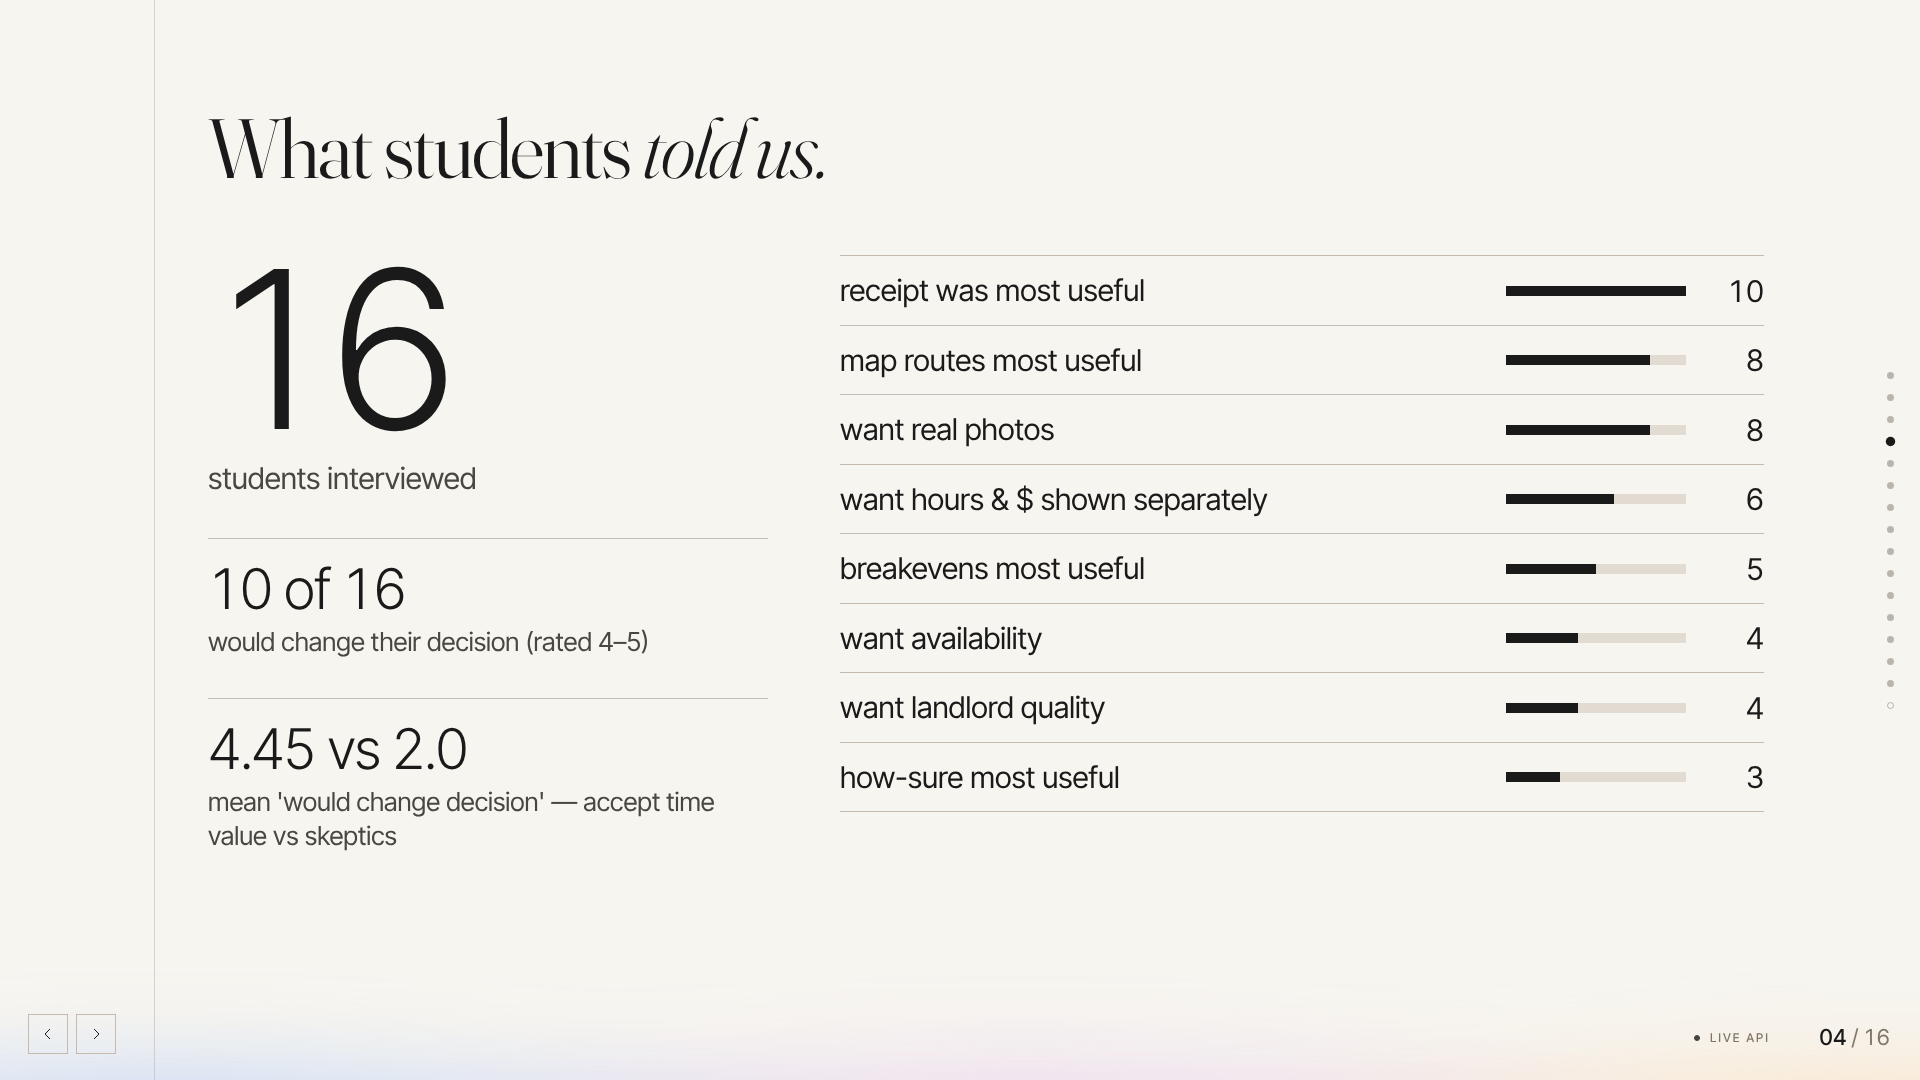 What students told us.
16
students interviewed
10 of 16
would change their decision (rated 4–5)
4.45 vs 2.0
mean 'would change decision' — accept time
value vs skeptics
receipt was most useful 10
map routes most useful 8
want real photos 8
want hours & $ shown separately 6
breakevens most useful 5
want availability 4
want landlord quality 4
how-sure most useful 3
LIVE API
04 / 16